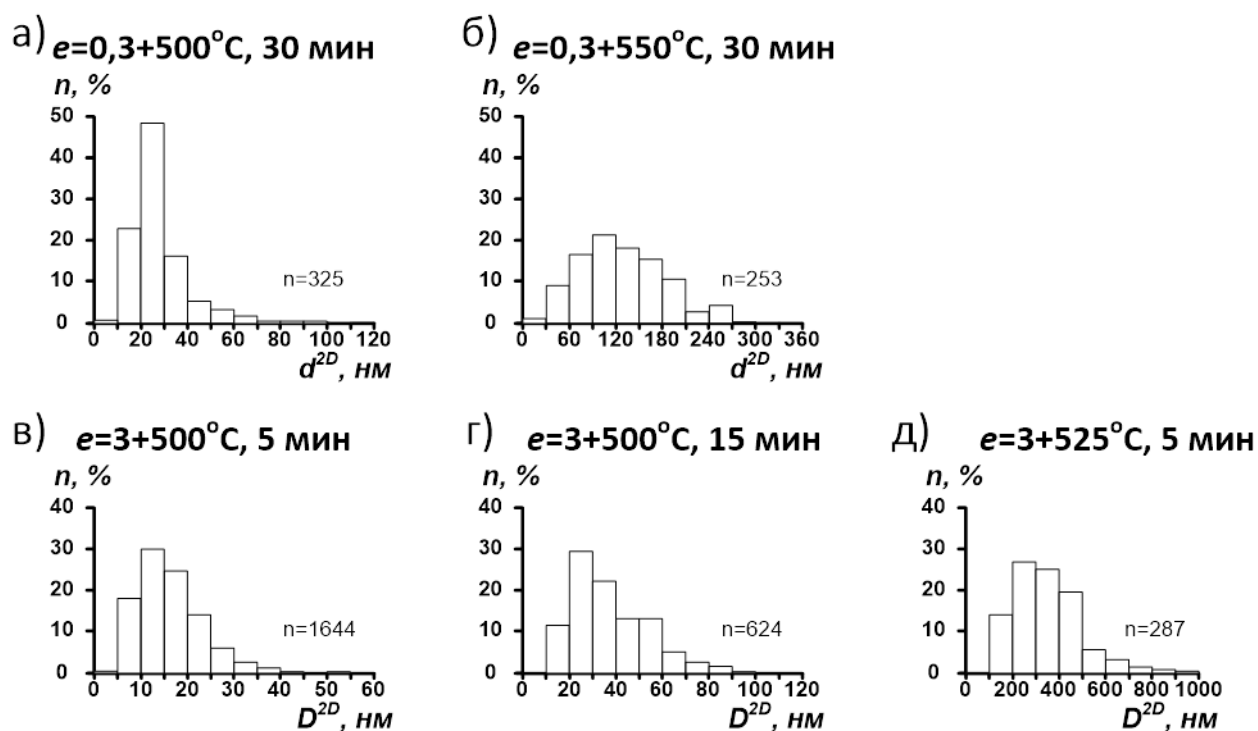 а) e=0,3+500°C, 30 мин
n, %
50
40
30
20
10
0
n=325
0 20 40 60 80 100 120
d²ᴰ, нм
б) e=0,3+550°C, 30 мин
n, %
50
40
30
20
10
0
n=253
0 60 120 180 240 300 360
d²ᴰ, нм
в) e=3+500°C, 5 мин
n, %
40
30
20
10
0
n=1644
0 10 20 30 40 50 60
D²ᴰ, нм
г) e=3+500°C, 15 мин
n, %
40
30
20
10
0
n=624
0 20 40 60 80 100 120
D²ᴰ, нм
д) e=3+525°C, 5 мин
n, %
40
30
20
10
0
n=287
0 200 400 600 800 1000
D²ᴰ, нм